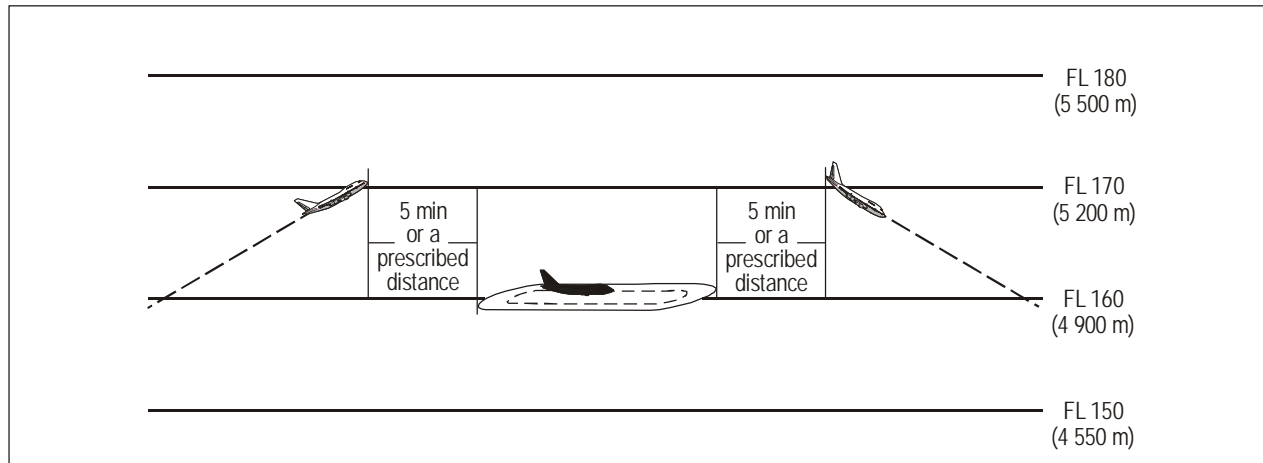 FL 180
(5 500 m)
FL 170
(5 200 m)
5 min
or a
prescribed
distance
5 min
or a
prescribed
distance
FL 160
(4 900 m)
FL 150
(4 550 m)